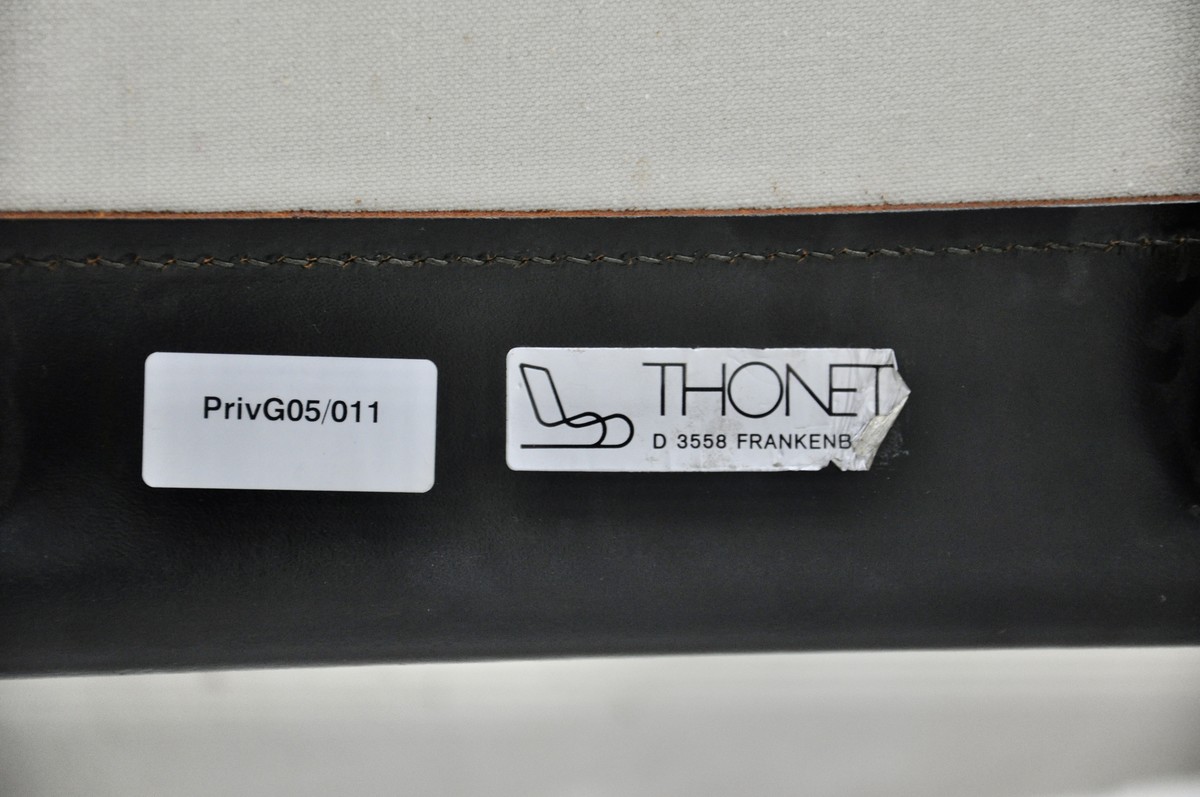 PrivG05/011
THONET
D 3558 FRANKENB